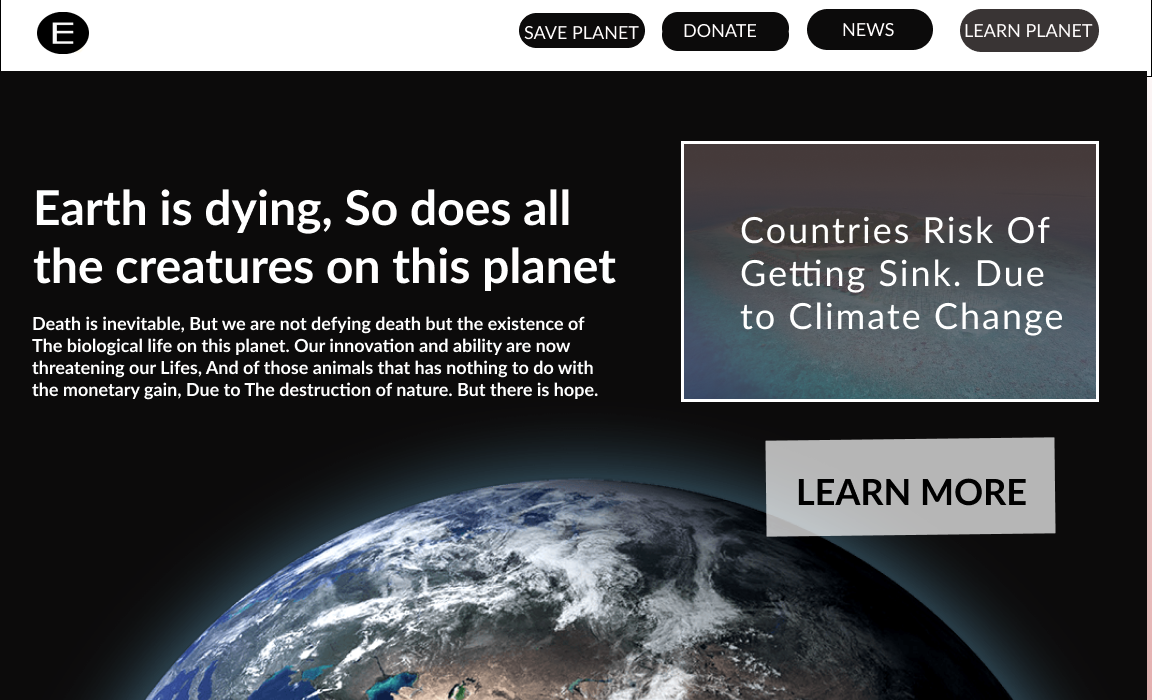 E
SAVE PLANET
DONATE
NEWS
LEARN PLANET
Earth is dying, So does all
the creatures on this planet
Death is inevitable, But we are not defying death but the existence of
The biological life on this planet. Our innovation and ability are now
threatening our Lifes, And of those animals that has nothing to do with
the monetary gain, Due to The destruction of nature. But there is hope.
Countries Risk Of
Getting Sink. Due
to Climate Change
LEARN MORE